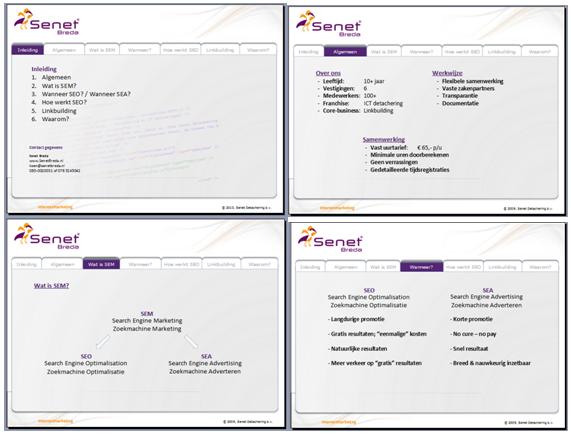 Senet
Breda
Inleiding Algemeen Wat is SEM? Wanneer? Hoe werkt SEO Linkbuilding Waarom?
Inleiding
1. Algemeen
2. Wat is SEM?
3. Wanneer SEO? / Wanneer SEA?
4. Hoe werkt SEO?
5. Linkbuilding
6. Waarom?
Contact gegevens
Senet Breda
www.SenetBreda.nl
Internetmarketing
Senet Detachering b.v.
Senet
Breda
Inleiding Algemeen Wat is SEM? Wanneer? Hoe werkt SEO Linkbuilding Waarom?
Over ons
- Leeftijd: 10+ jaar
- Vestigingen: 6
- Medewerkers: 100+
- Franchise: ICT detachering
- Core-business: Linkbuilding
Werkwijze
- Flexibele samenwerking
- Vaste zakenpartners
- Transparantie
- Documentatie
Samenwerking
- Vast uurtarief: € 65,- p/u
- Minimale uren doorberekenen
- Geen verrassingen
- Gedetailleerde tijdsregistraties
Internetmarketing
© 2009, Senet Detachering b.v.
Senet
Breda
Inleiding Algemeen Wat is SEM Wanneer? Hoe werkt SEO Linkbuilding Waarom?
Wat is SEM?
SEM
Search Engine Marketing
Zoekmachine Marketing
SEO
Search Engine Optimalisation
Zoekmachine Optimalisatie
SEA
Search Engine Advertising
Zoekmachine Adverteren
Internetmarketing
© 2009, Senet Detachering b.v.
Senet
Breda
Inleiding Algemeen Wat is SEM? Wanneer? Hoe werkt SEO Linkbuilding Waarom?
SEO
Search Engine Optimalisation
Zoekmachine Optimalisatie
- Langdurige promotie
- Gratis resultaten; "eenmalige" kosten
- Natuurlijke resultaten
- Meer verkeer op "gratis" resultaten
SEA
Search Engine Advertising
Zoekmachine Adverteren
- Korte promotie
- No cure – no pay
- Snel resultaat
- Breed & nauwkeurig inzetbaar
Internetmarketing
© 2009, Senet Detachering b.v.